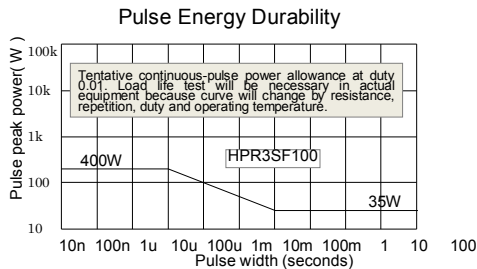 Pulse Energy Durability
Pulse peak power( W )
100k
10k
1k
100
10
Tentative continuous-pulse power allowance at duty
0.01. Load life test will be necessary in actual
equipment because curve will change by resistance,
repetition, duty and operating temperature.
HPR3SF100
400W
35W
10n 100n 1u 10u 100u 1m 10m 100m 1 10 100
Pulse width (seconds)